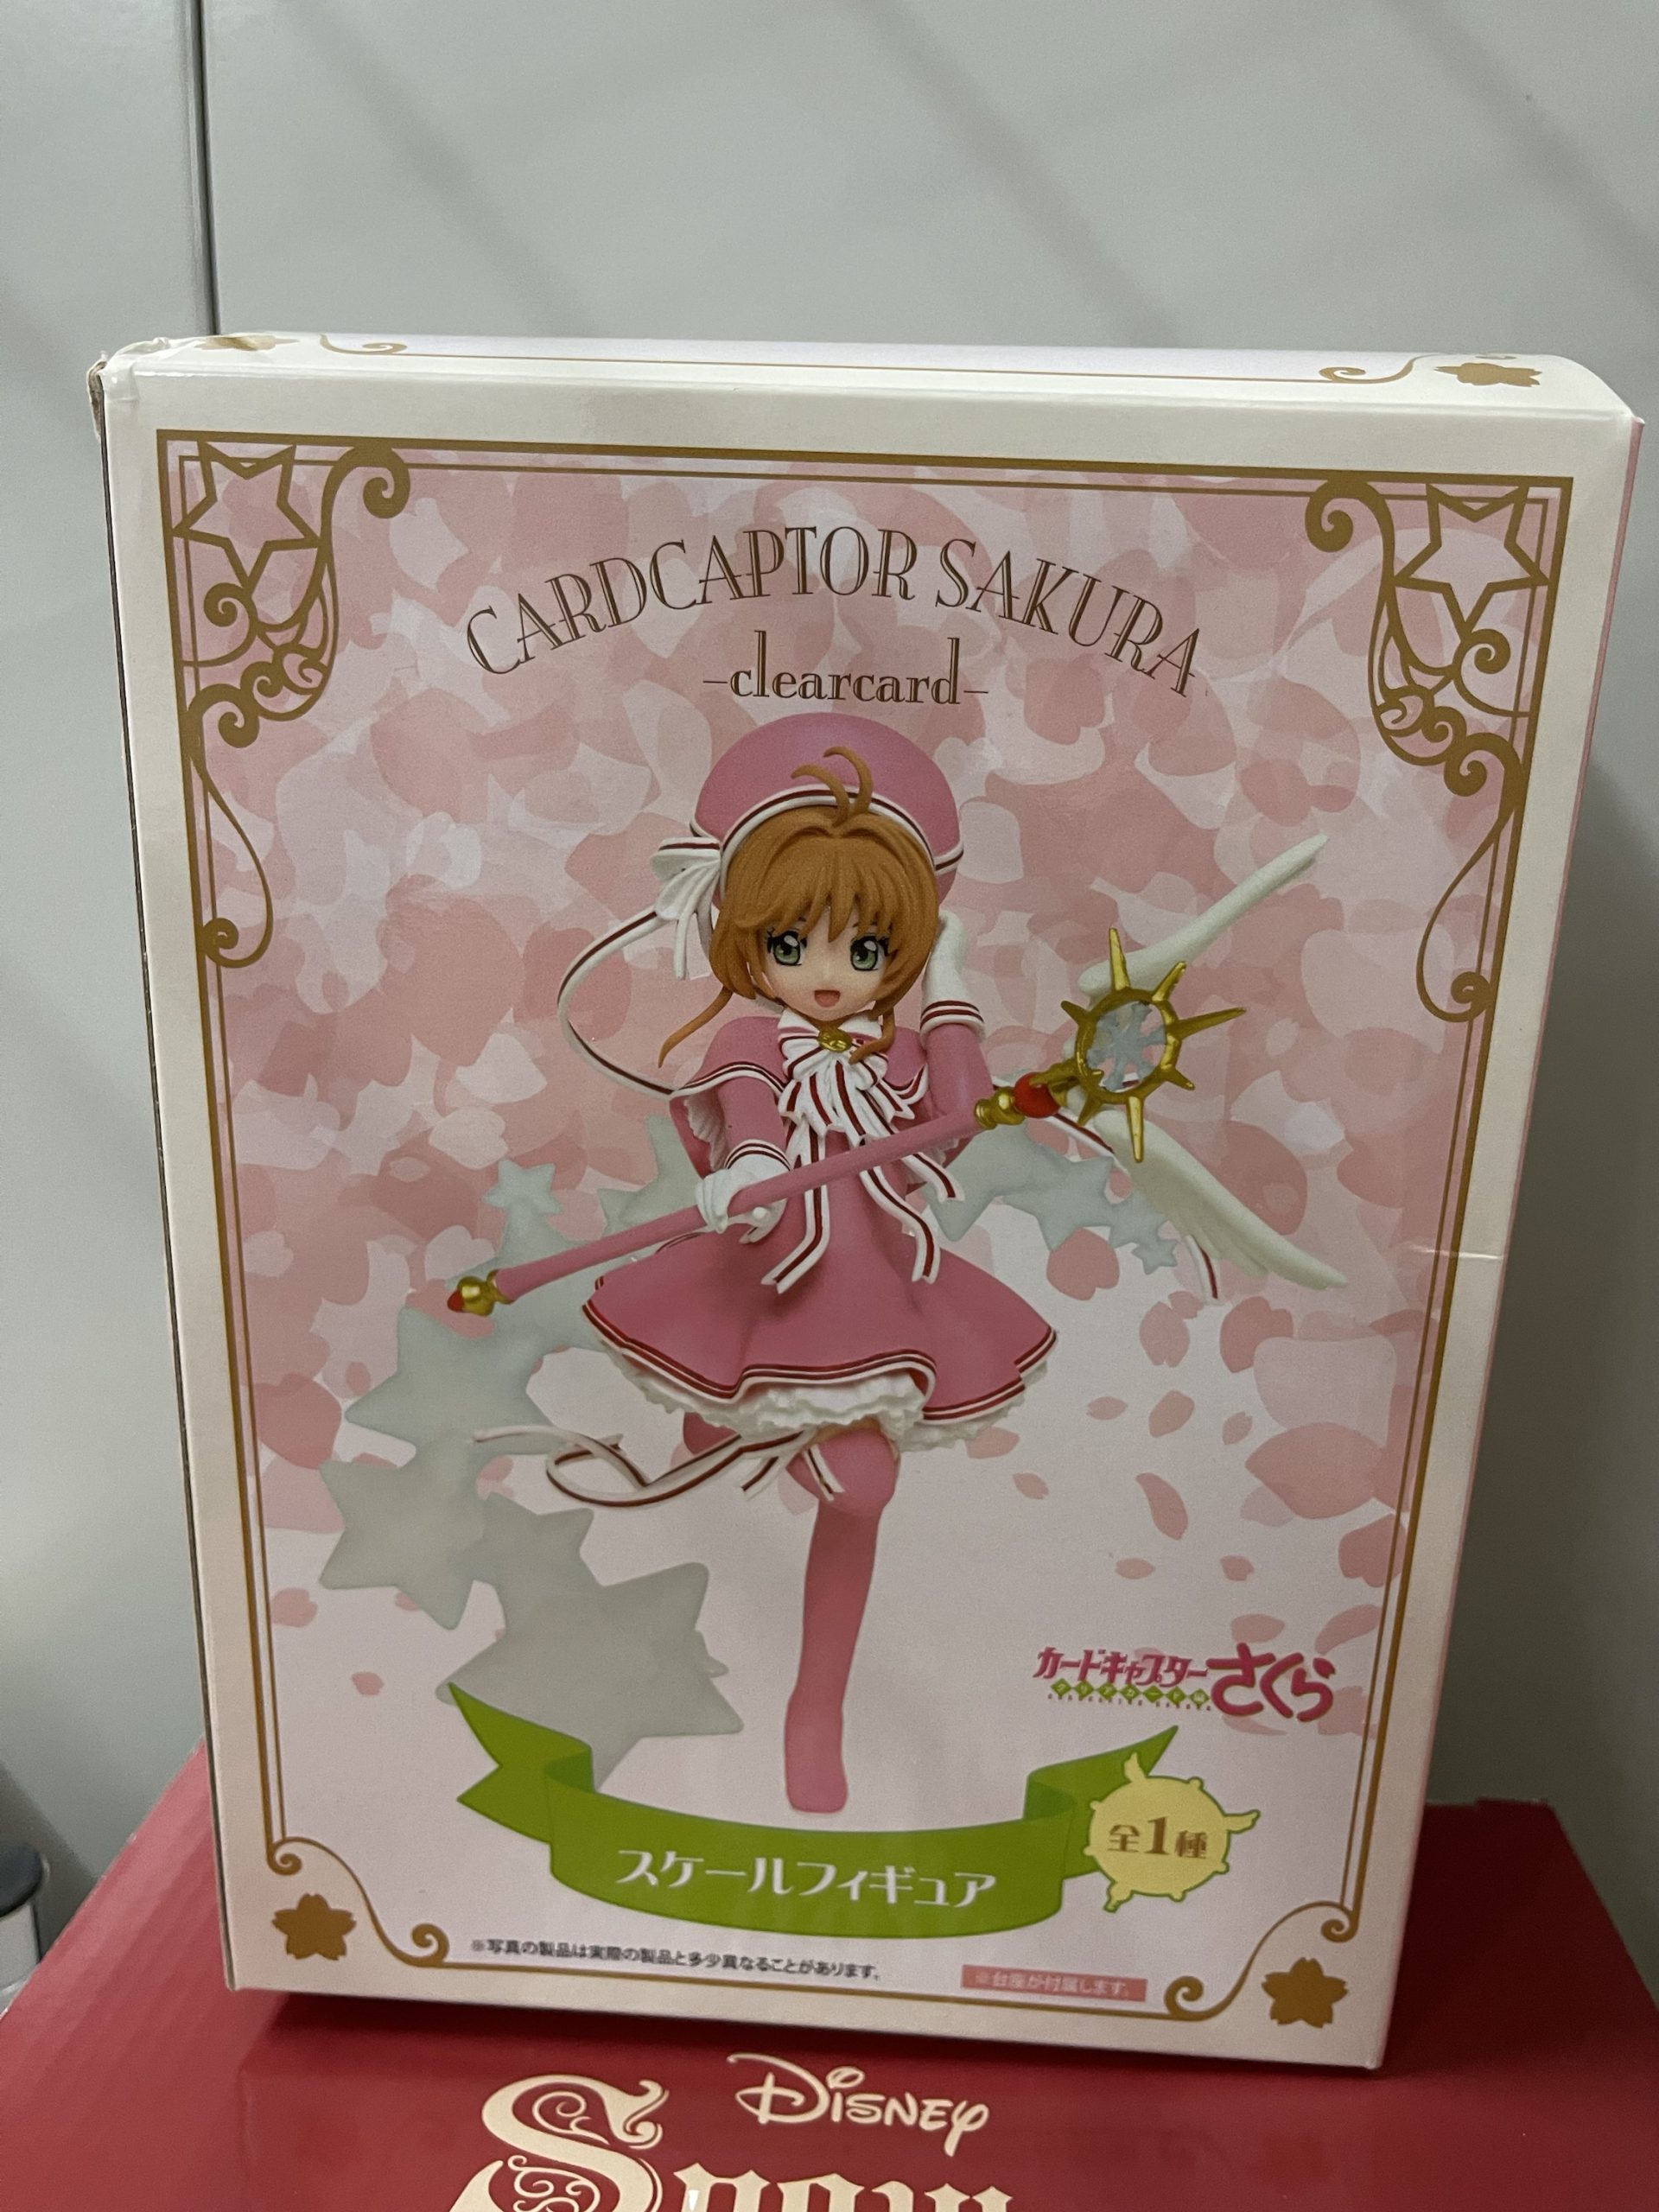 CARDCAPTOR SAKURA
-clearcard-
カードキャプター さくら
クリアカード編
スケールフィギュア
全1種
※写真の製品は実際の製品と多少異なることがあります。
※台座が付属します。
Disney
Snow